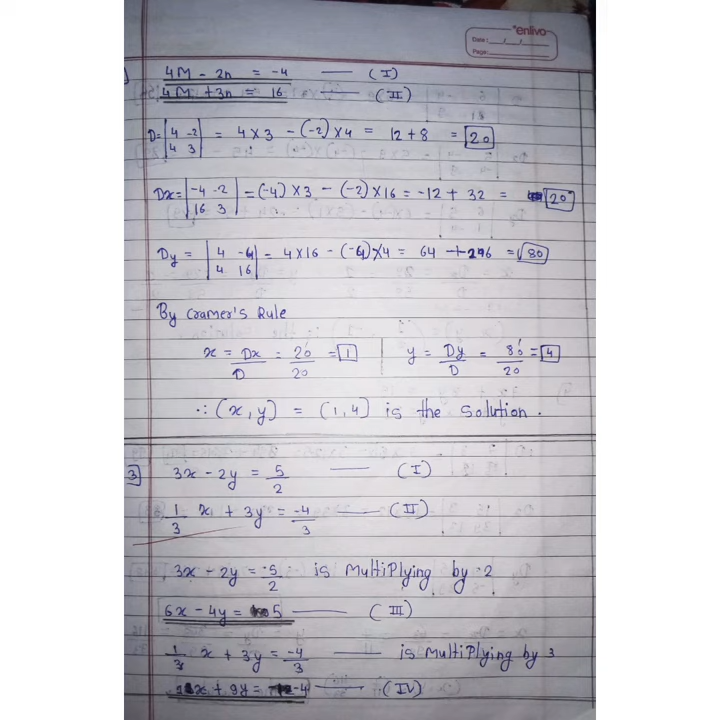 enlivo
Date: __/__/__
Page:
4M - 2n = -4 —— (I)
4M + 3n = 16 —— (II)
D = |4 -2| = 4 × 3 - (-2) × 4 = 12 + 8 = 20
|4 3|
Dx = |-4 -2| = (-4) × 3 - (-2) × 16 = -12 + 32 = 20
|16 3|
Dy = |4 -4| = 4 × 16 - (-4) × 4 = 64 + 16 = 80
|4 16|
By Cramer's Rule
x = Dx/D = 20/20 = 1 | y = Dy/D = 80/20 = 4
∴ (x, y) = (1, 4) is the solution.
3 3x - 2y = 5/2 —— (I)
1/3 x + 3y = -4/3 —— (II)
3x - 2y = 5/2 is multiplying by 2
6x - 4y = 5 —— (III)
1/3 x + 3y = -4/3 —— is multiplying by 3
x + 9y = -4 —— (IV)